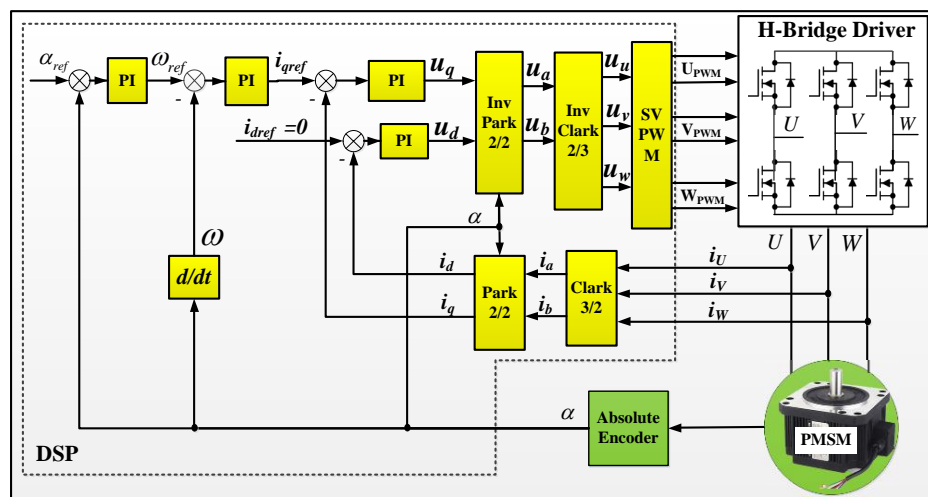 H-Bridge Driver
α_ref
PI
ω_ref
-
PI
i_qref
-
PI
u_q
Inv
Park
2/2
u_a
u_b
Inv
Clark
2/3
u_u
u_v
u_w
SV
PW
M
U_PWM
V_PWM
W_PWM
U
V
W
i_dref =0
-
PI
u_d
α
ω
d/dt
i_d
i_q
Park
2/2
i_a
i_b
Clark
3/2
i_U
i_V
i_W
U
V
W
α
Absolute
Encoder
PMSM
DSP